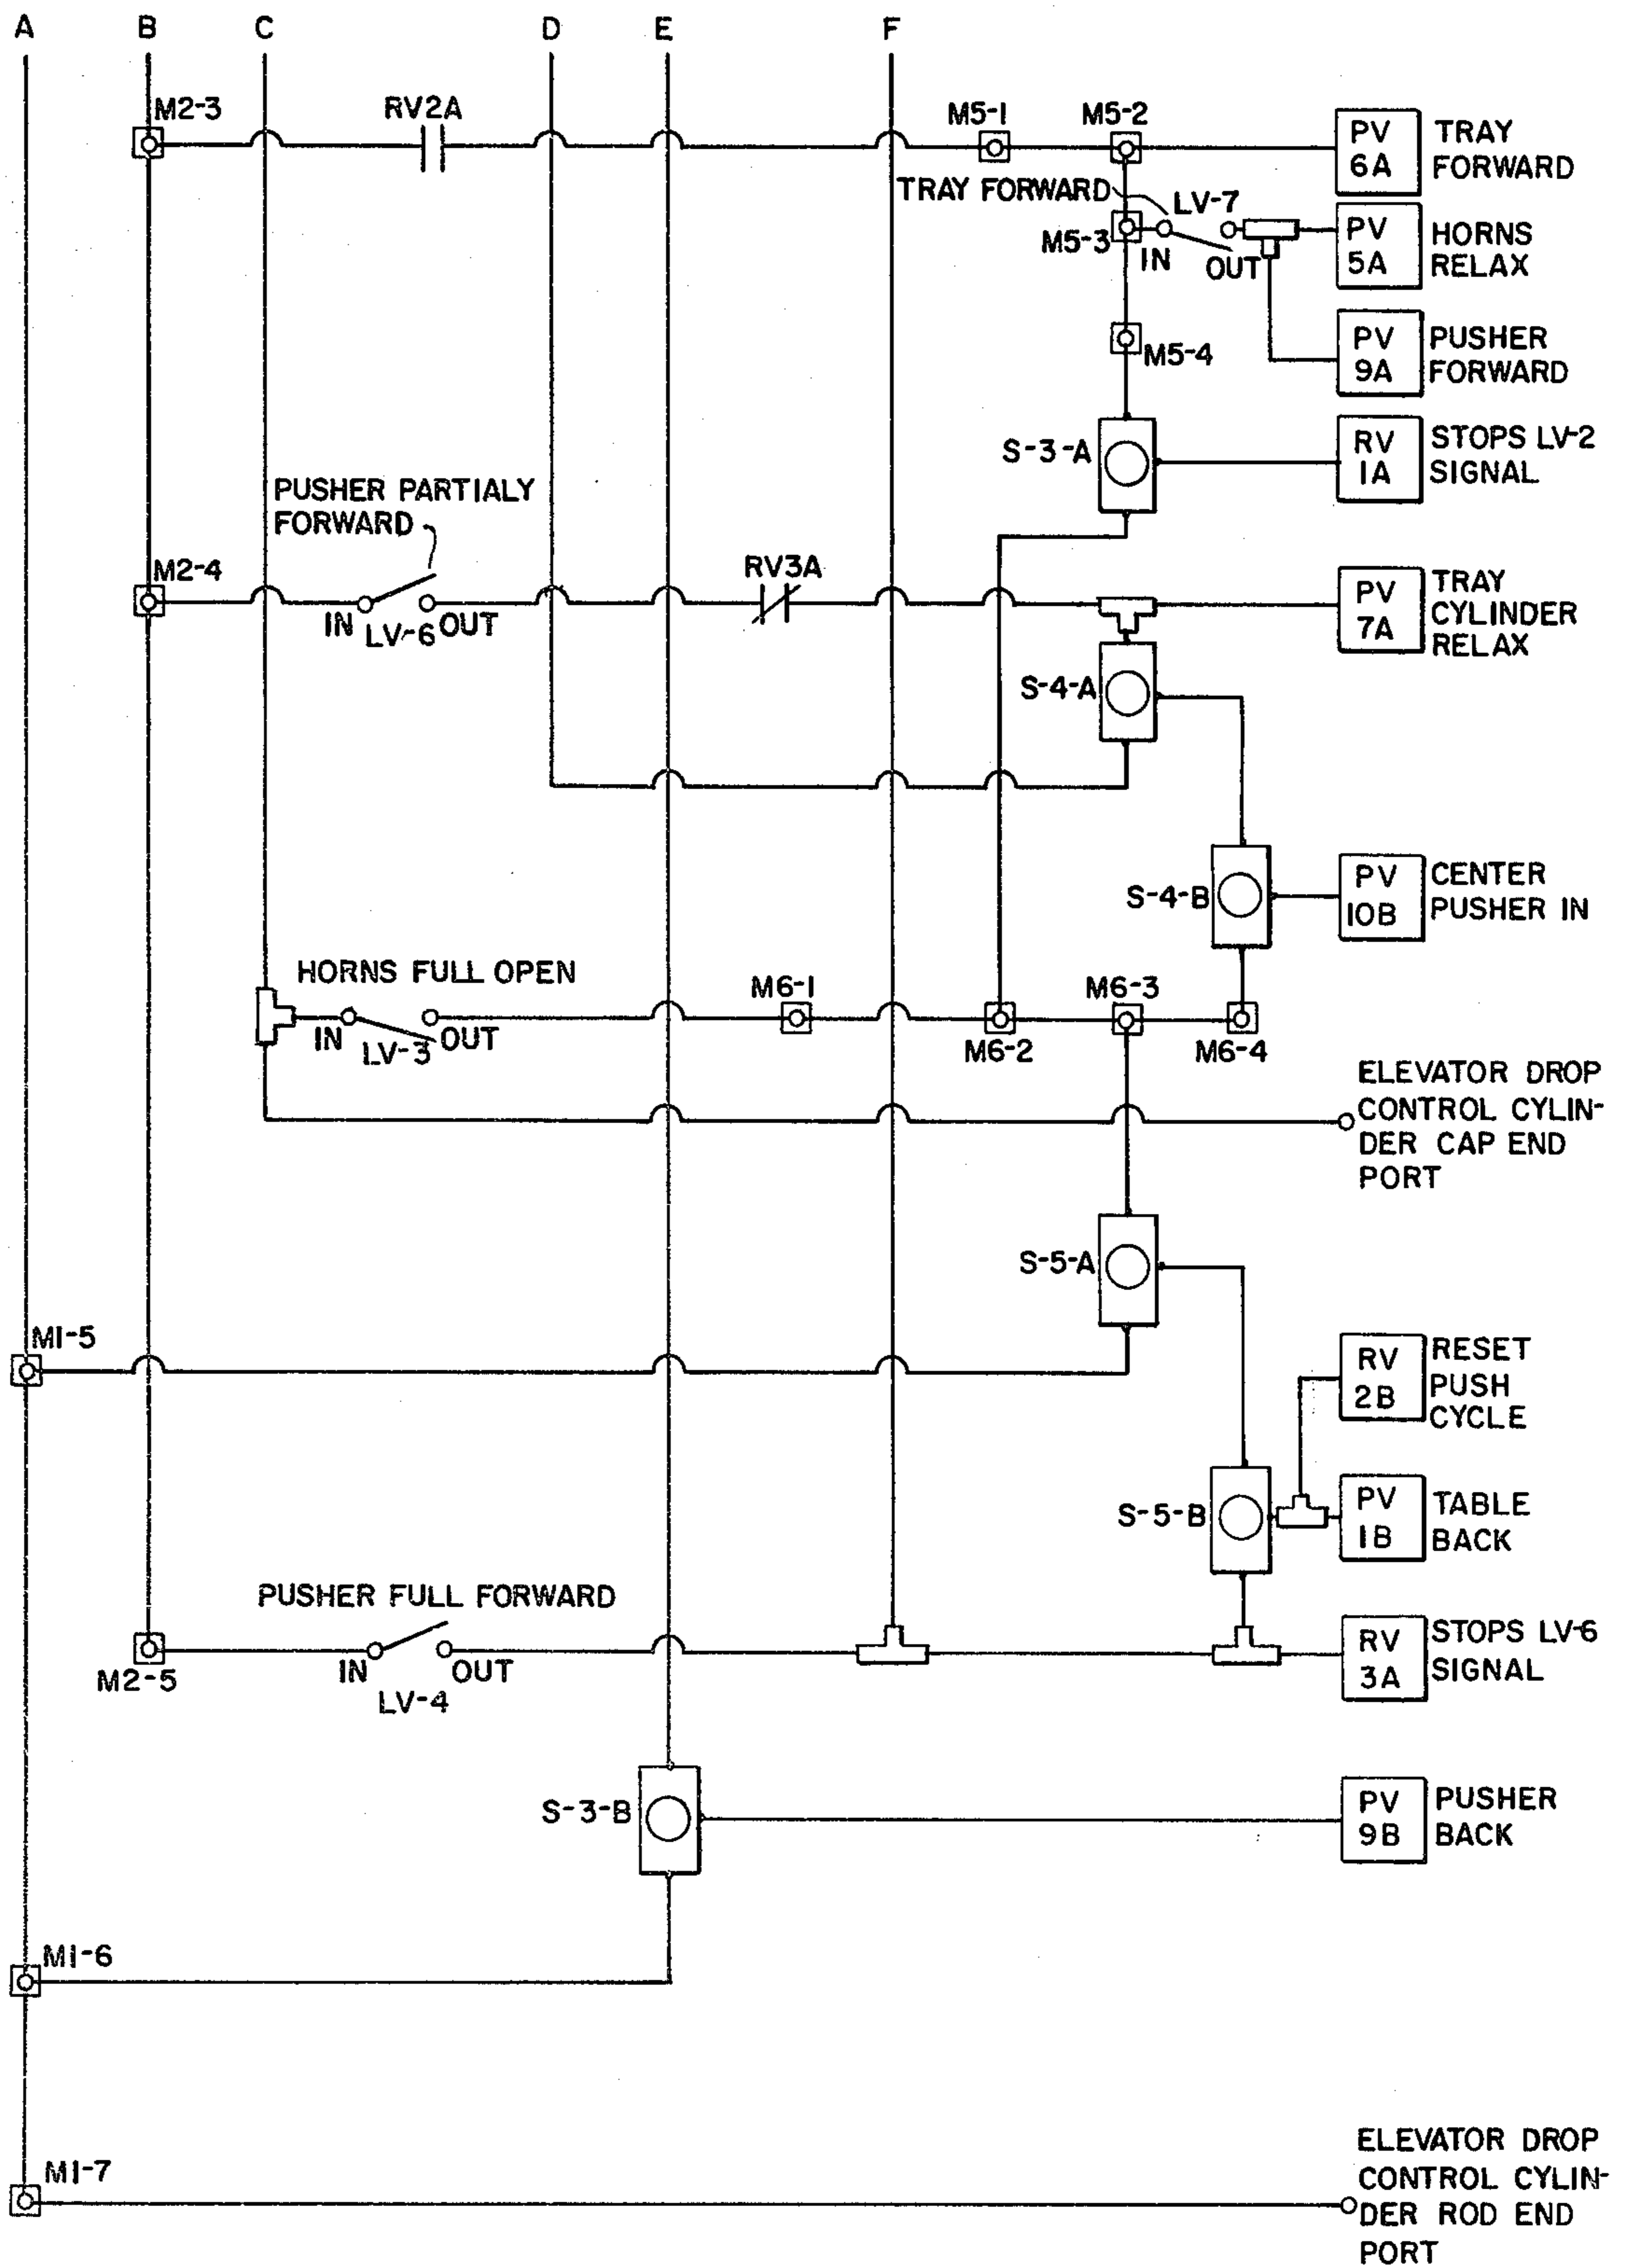 A B C D E F
M2-3
RV2A
M5-1
M5-2
PV
6A
TRAY
FORWARD
TRAY FORWARD
LV-7
M5-3
IN
OUT
PV
5A
HORNS
RELAX
M5-4
PV
9A
PUSHER
FORWARD
S-3-A
RV
1A
STOPS LV-2
SIGNAL
PUSHER PARTIALY
FORWARD
M2-4
IN LV-6 OUT
RV3A
PV
7A
TRAY
CYLINDER
RELAX
S-4-A
S-4-B
PV
10B
CENTER
PUSHER IN
HORNS FULL OPEN
IN LV-3 OUT
M6-1
M6-2
M6-3
M6-4
ELEVATOR DROP
CONTROL CYLIN-
DER CAP END
PORT
S-5-A
M1-5
RV
2B
RESET
PUSH
CYCLE
S-5-B
PV
1B
TABLE
BACK
PUSHER FULL FORWARD
M2-5
IN LV-4 OUT
RV
3A
STOPS LV-6
SIGNAL
S-3-B
PV
9B
PUSHER
BACK
M1-6
M1-7
ELEVATOR DROP
CONTROL CYLIN-
DER ROD END
PORT